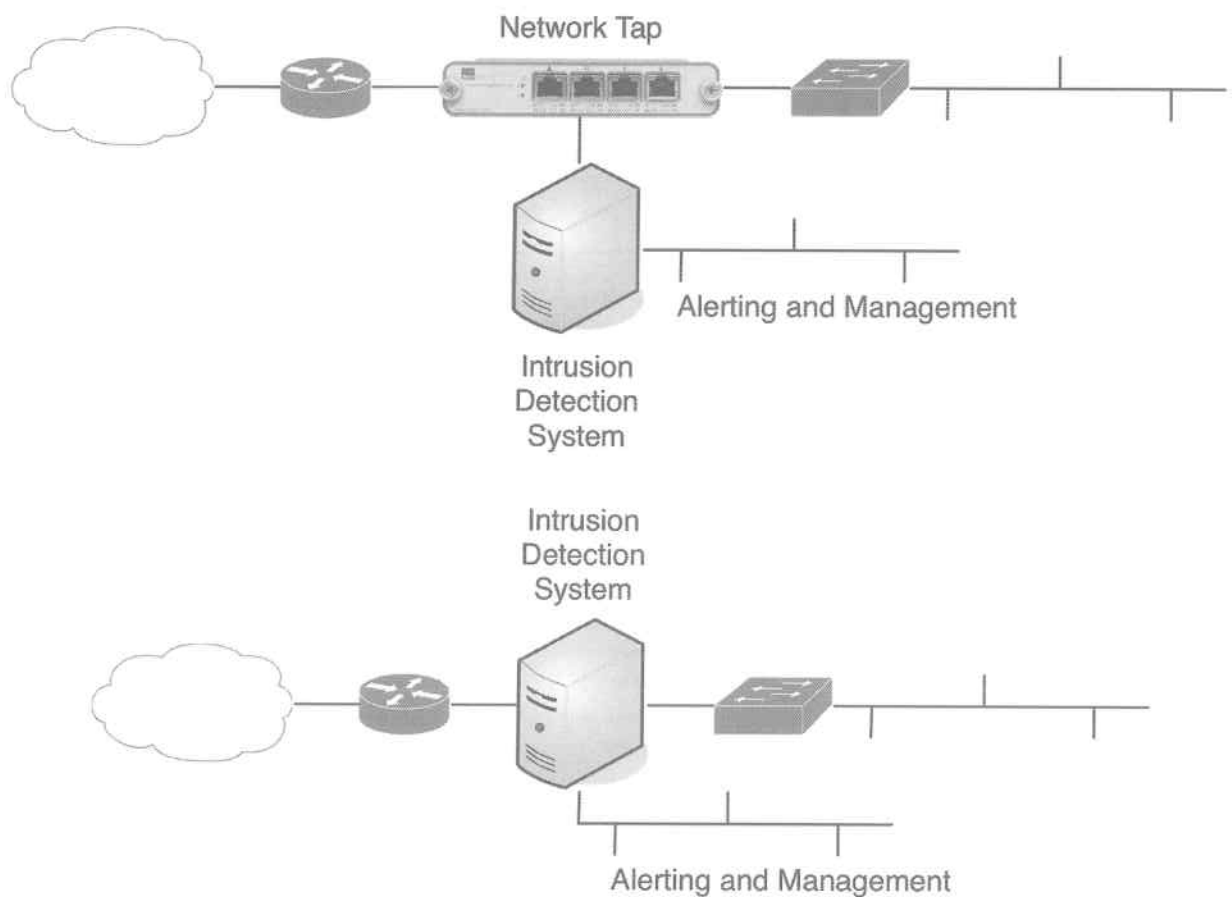 Network Tap
Alerting and Management
Intrusion
Detection
System
Intrusion
Detection
System
Alerting and Management